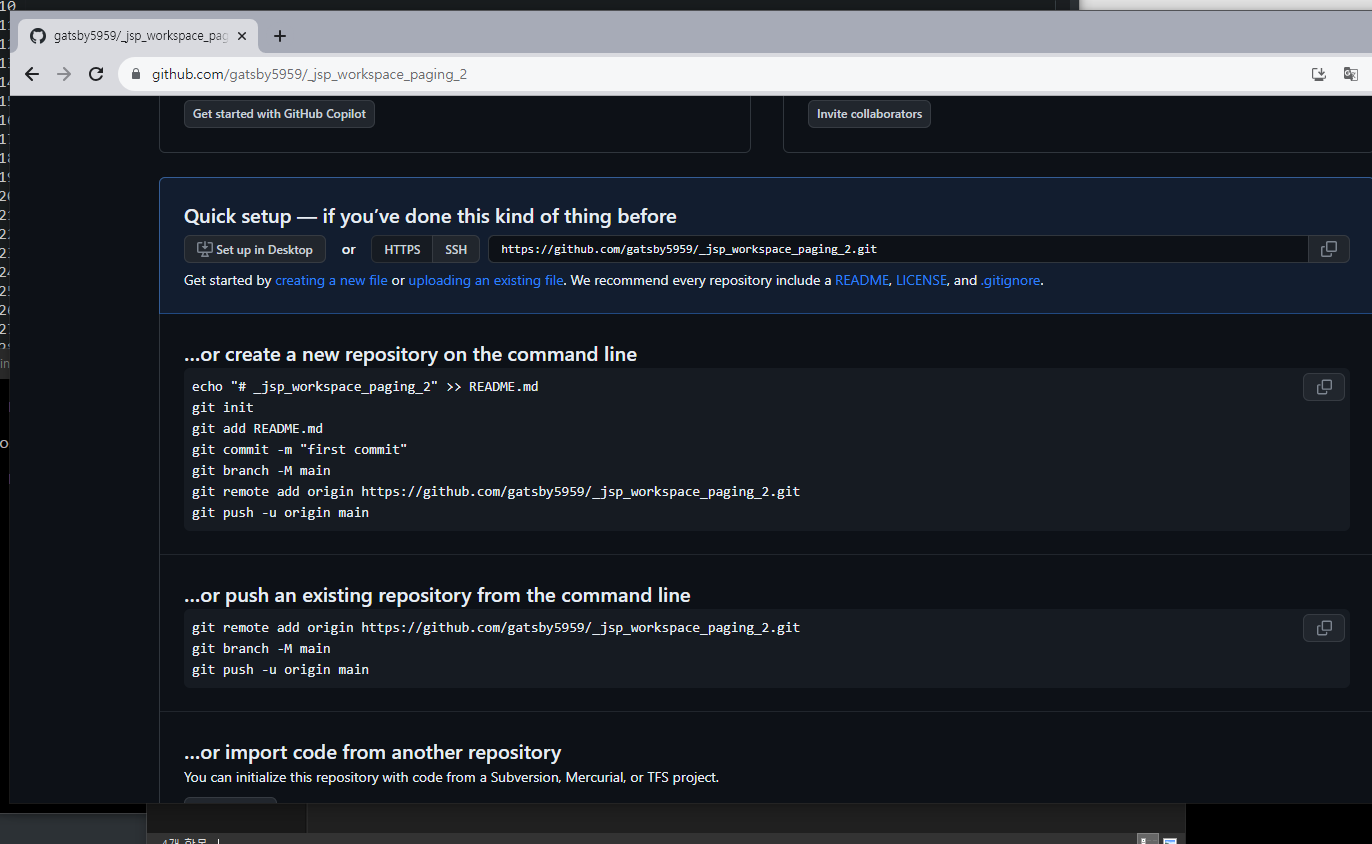 gatsby5959/_jsp_workspace_pag
github.com/gatsby5959/_jsp_workspace_paging_2
Get started with GitHub Copilot
Invite collaborators
Quick setup — if you've done this kind of thing before
Set up in Desktop or HTTPS SSH https://github.com/gatsby5959/_jsp_workspace_paging_2.git
Get started by creating a new file or uploading an existing file. We recommend every repository include a README, LICENSE, and .gitignore.
...or create a new repository on the command line
echo "# _jsp_workspace_paging_2" >> README.md
git init
git add README.md
git commit -m "first commit"
git branch -M main
git remote add origin https://github.com/gatsby5959/_jsp_workspace_paging_2.git
git push -u origin main
...or push an existing repository from the command line
git remote add origin https://github.com/gatsby5959/_jsp_workspace_paging_2.git
git branch -M main
git push -u origin main
...or import code from another repository
You can initialize this repository with code from a Subversion, Mercurial, or TFS project.